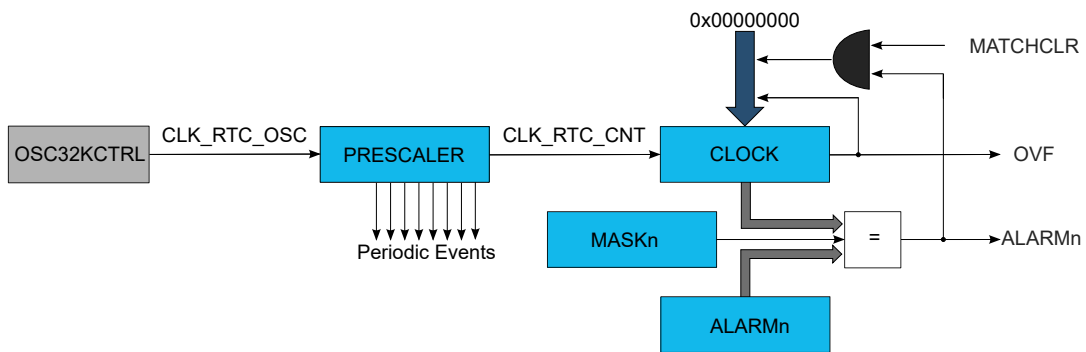 0x00000000
MATCHCLR
OSC32KCTRL
CLK_RTC_OSC
PRESCALER
CLK_RTC_CNT
CLOCK
OVF
Periodic Events
MASKn
=
ALARMn
ALARMn